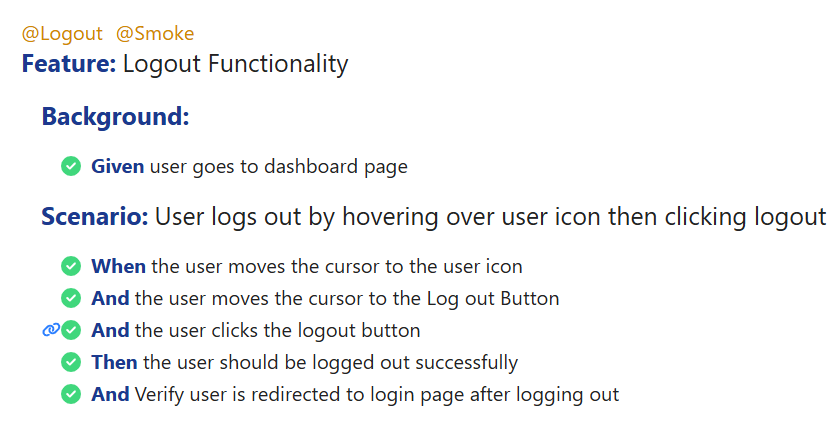 @Logout @Smoke
Feature: Logout Functionality
Background:
Given user goes to dashboard page
Scenario: User logs out by hovering over user icon then clicking logout
When the user moves the cursor to the user icon
And the user moves the cursor to the Log out Button
And the user clicks the logout button
Then the user should be logged out successfully
And Verify user is redirected to login page after logging out